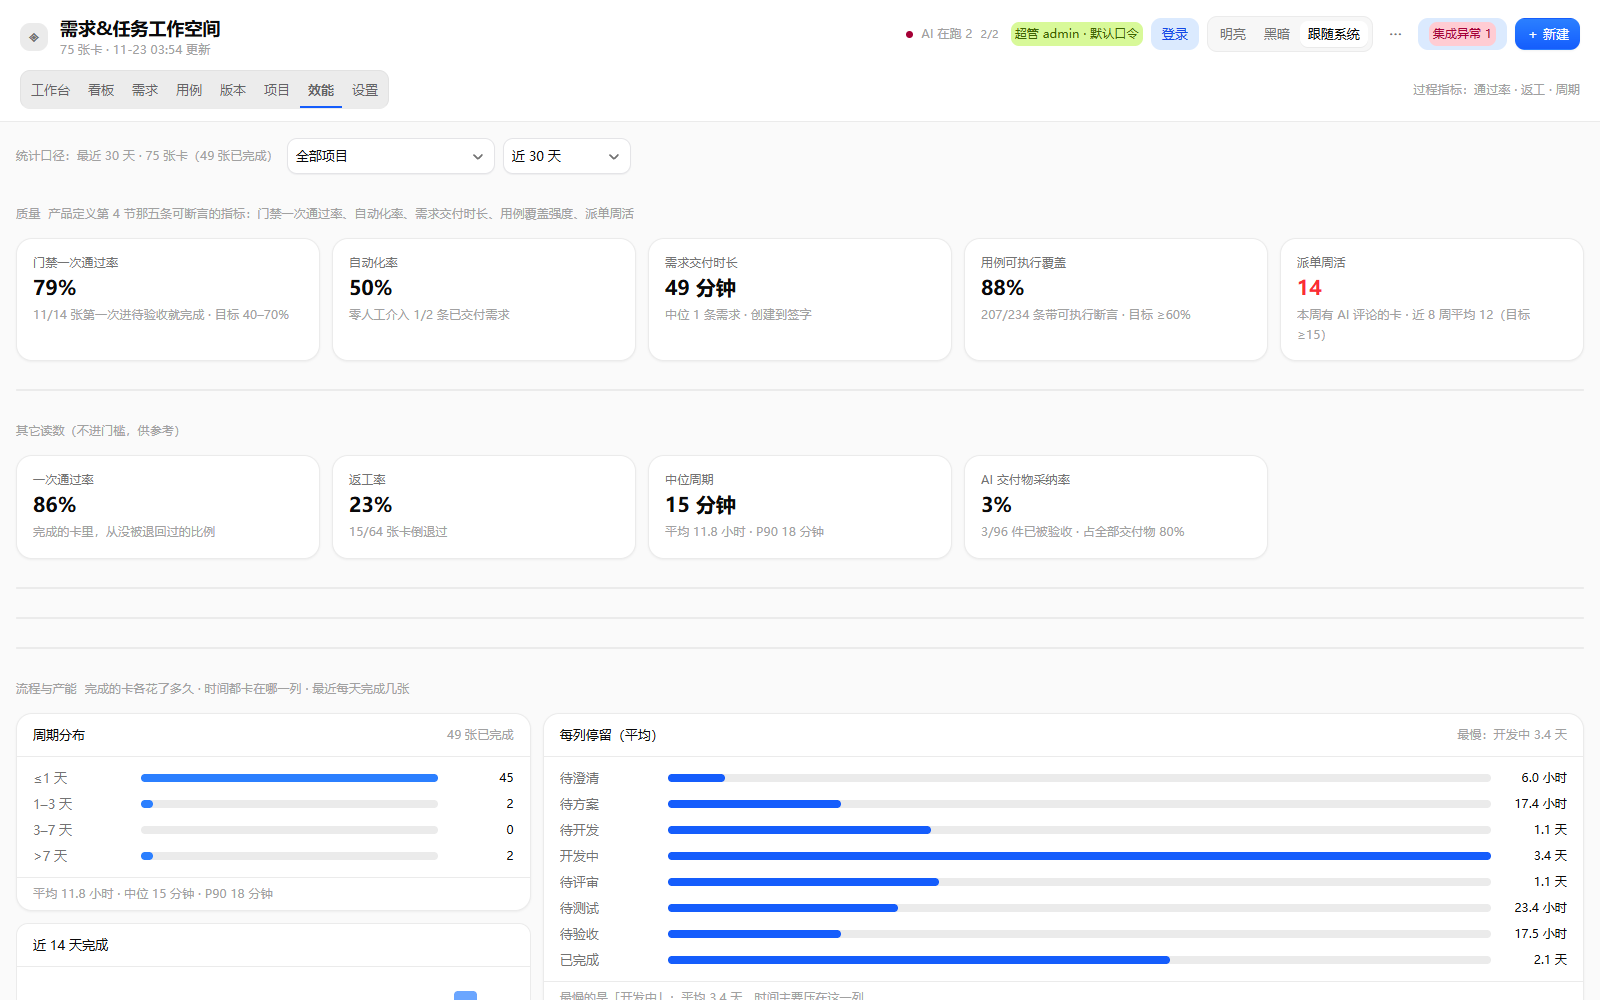 需求&任务工作空间
75 张卡 · 11-23 03:54 更新
AI 在跑 2 2/2
超管 admin · 默认口令
登录
明亮 黑暗 跟随系统
···
集成异常 1
+ 新建
工作台 看板 需求 用例 版本 项目 效能 设置
过程指标：通过率 · 返工 · 周期
统计口径：最近 30 天 · 75 张卡（49 张已完成）
全部项目
近 30 天
质量 产品定义第 4 节那五条可断言的指标：门禁一次通过率、自动化率、需求交付时长、用例覆盖强度、派单周活
门禁一次通过率
79%
11/14 张第一次进待验收就完成 · 目标 40–70%
自动化率
50%
零人工介入 1/2 条已交付需求
需求交付时长
49 分钟
中位 1 条需求 · 创建到签字
用例可执行覆盖
88%
207/234 条带可执行断言 · 目标 ≥60%
派单周活
14
本周有 AI 评论的卡 · 近 8 周平均 12（目标
≥15）
其它读数（不进门槛，供参考）
一次通过率
86%
完成的卡里，从没被退回过的比例
返工率
23%
15/64 张卡倒退过
中位周期
15 分钟
平均 11.8 小时 · P90 18 分钟
AI 交付物采纳率
3%
3/96 件已被验收 · 占全部交付物 80%
流程与产能 完成的卡各花了多久 · 时间都卡在哪一列 · 最近每天完成几张
周期分布 49 张已完成
≤1 天 45
1–3 天 2
3–7 天 0
>7 天 2
平均 11.8 小时 · 中位 15 分钟 · P90 18 分钟
近 14 天完成
每列停留（平均） 最慢：开发中 3.4 天
待澄清 6.0 小时
待方案 17.4 小时
待开发 1.1 天
开发中 3.4 天
待评审 1.1 天
待测试 23.4 小时
待验收 17.5 小时
已完成 2.1 天
最慢的是「开发中」：平均 3.4 天，时间主要压在这一列